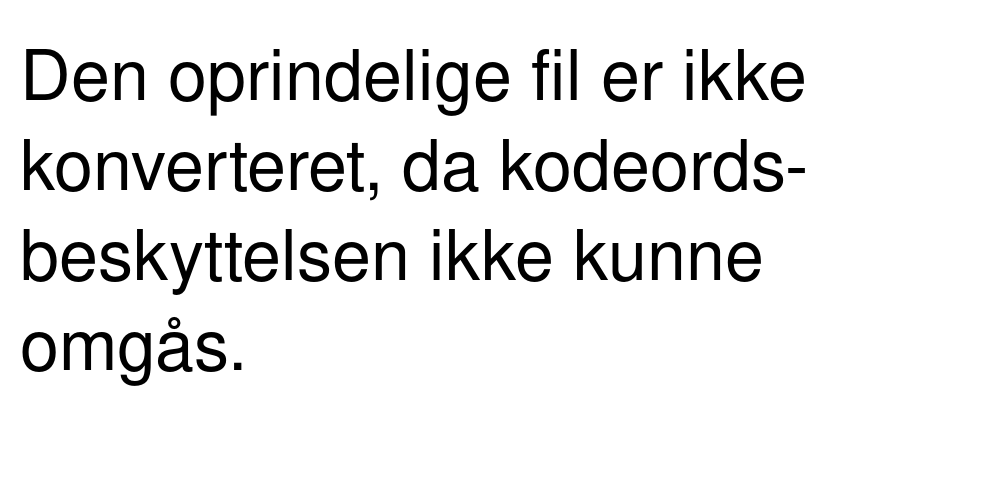 Den oprindelige fil er ikke
konverteret, da kodeords-
beskyttelsen ikke kunne
omgås.